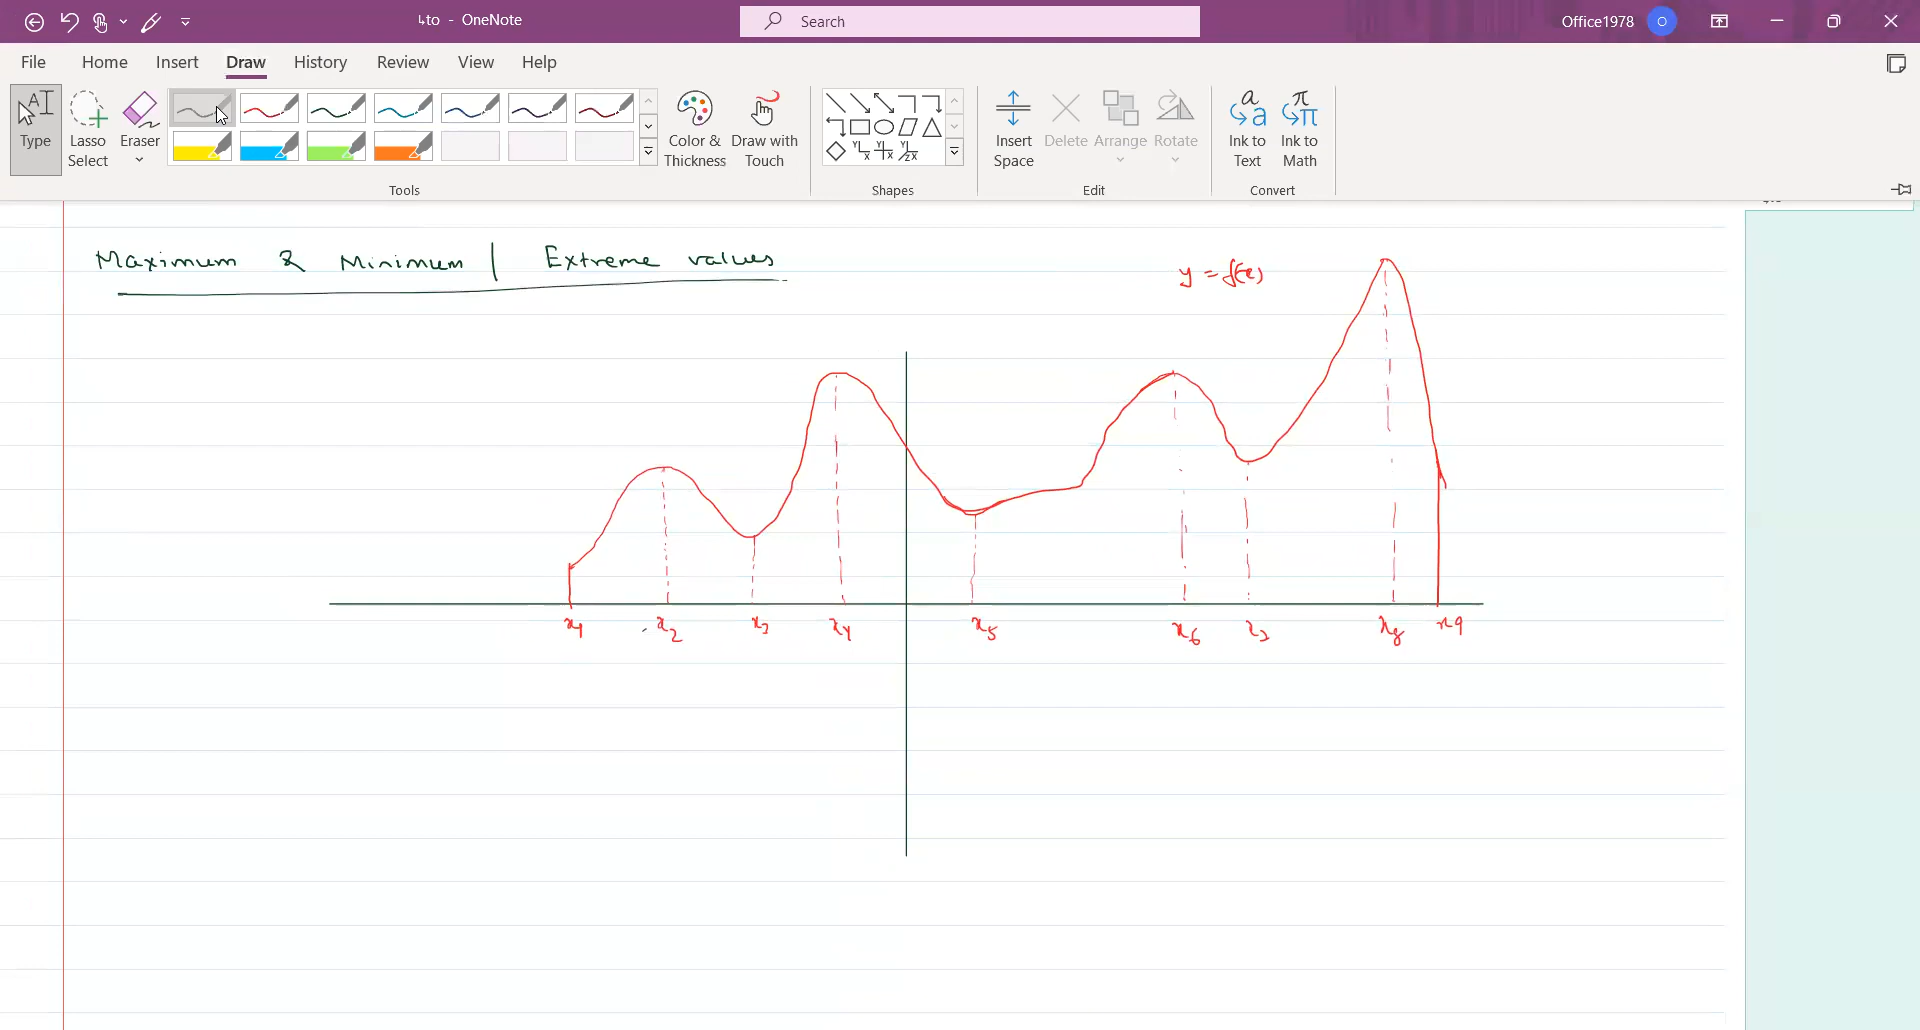 ↳to - OneNote
Search
Office1978
O
File Home Insert Draw History Review View Help
Type
Lasso Select
Eraser
Color & Thickness
Draw with Touch
Insert Space
Delete
Arrange
Rotate
Ink to Text
Ink to Math
Tools
Shapes
Edit
Convert
Maximum & Minimum | Extreme values
y = f(x)
x1 x2 x3 x4 x5 x6 x7 x8 x9